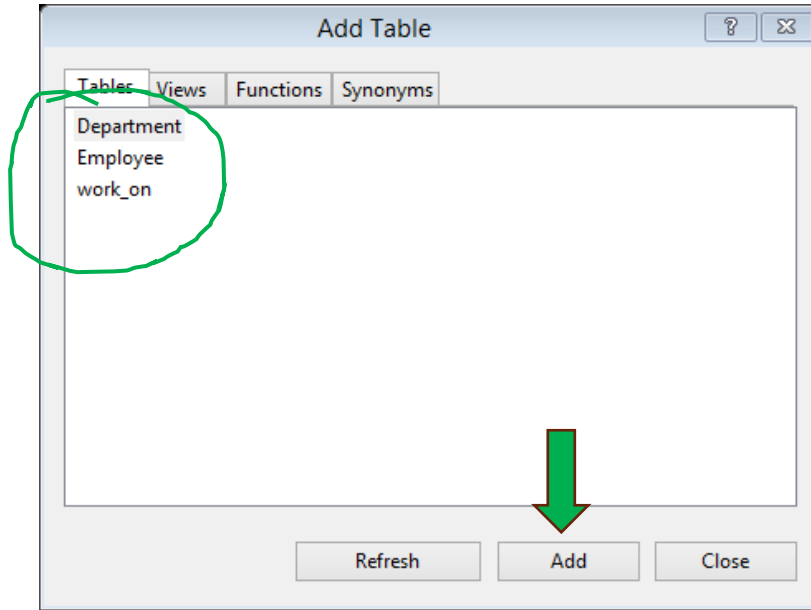 Add Table
?
Tables Views Functions Synonyms
Department
Employee
work_on
Refresh Add Close